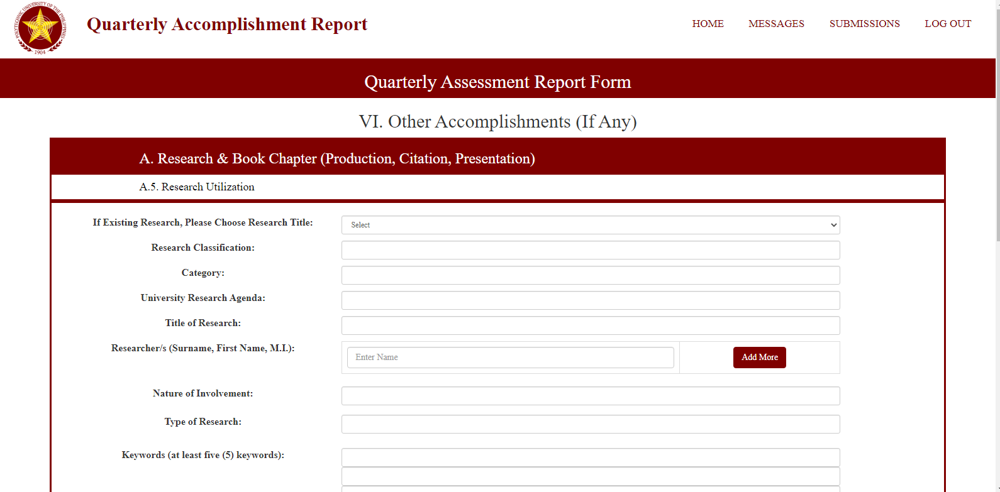 POLYTECHNIC UNIVERSITY OF THE PHILIPPINES
1904
Quarterly Accomplishment Report
HOME MESSAGES SUBMISSIONS LOG OUT
Quarterly Assessment Report Form
VI. Other Accomplishments (If Any)
A. Research & Book Chapter (Production, Citation, Presentation)
A.5. Research Utilization
If Existing Research, Please Choose Research Title: Select
Research Classification:
Category:
University Research Agenda:
Title of Research:
Researcher/s (Surname, First Name, M.I.): Enter Name Add More
Nature of Involvement:
Type of Research:
Keywords (at least five (5) keywords):